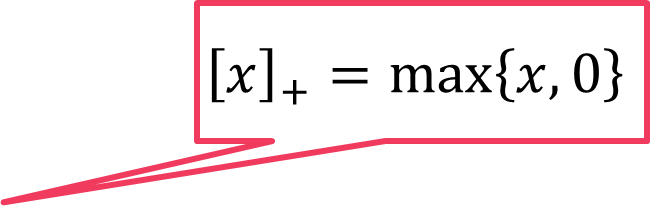 [x]₊ = max{x, 0}